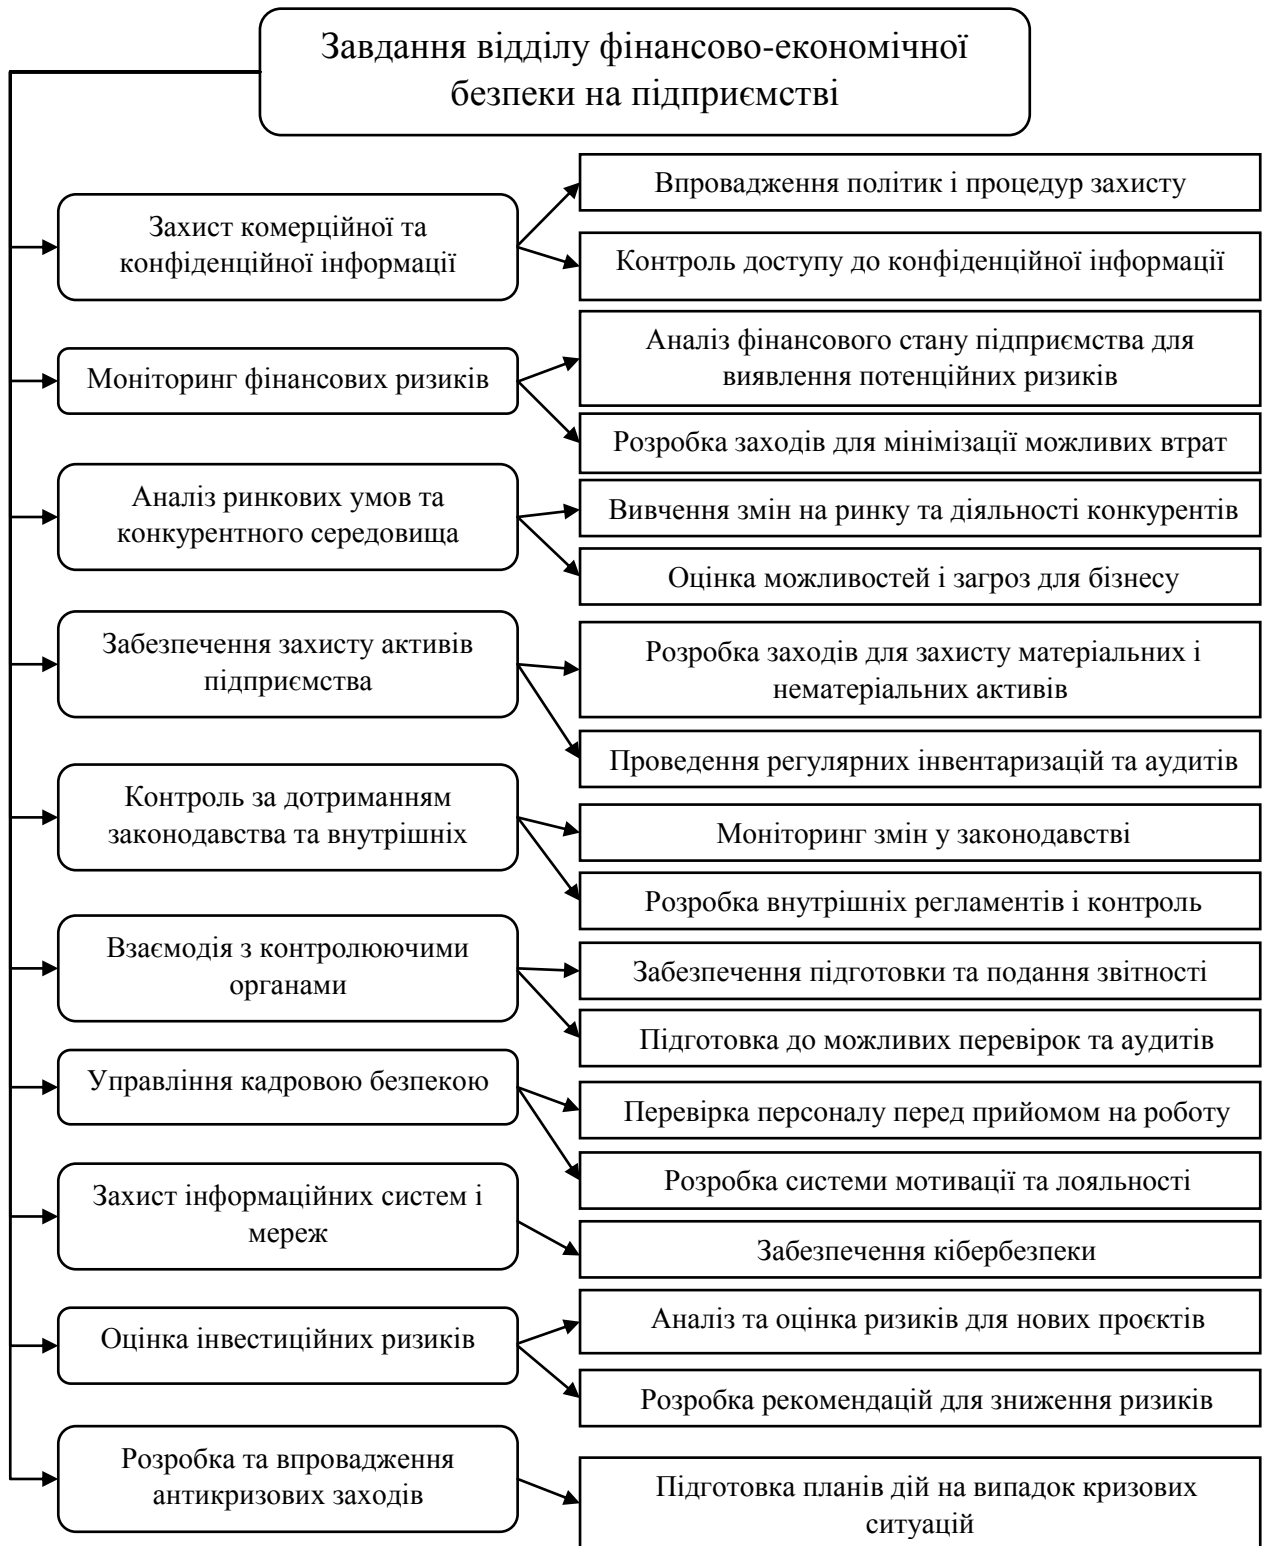 Завдання відділу фінансово-економічної
безпеки на підприємстві
Захист комерційної та
конфіденційної інформації
Впровадження політик і процедур захисту
Контроль доступу до конфіденційної інформації
Моніторинг фінансових ризиків
Аналіз фінансового стану підприємства для
виявлення потенційних ризиків
Розробка заходів для мінімізації можливих втрат
Аналіз ринкових умов та
конкурентного середовища
Вивчення змін на ринку та діяльності конкурентів
Оцінка можливостей і загроз для бізнесу
Забезпечення захисту активів
підприємства
Розробка заходів для захисту матеріальних і
нематеріальних активів
Проведення регулярних інвентаризацій та аудитів
Контроль за дотриманням
законодавства та внутрішніх
Моніторинг змін у законодавстві
Розробка внутрішніх регламентів і контроль
Взаємодія з контролюючими
органами
Забезпечення підготовки та подання звітності
Підготовка до можливих перевірок та аудитів
Управління кадровою безпекою
Перевірка персоналу перед прийомом на роботу
Розробка системи мотивації та лояльності
Захист інформаційних систем і
мереж
Забезпечення кібербезпеки
Оцінка інвестиційних ризиків
Аналіз та оцінка ризиків для нових проєктів
Розробка рекомендацій для зниження ризиків
Розробка та впровадження
антикризових заходів
Підготовка планів дій на випадок кризових
ситуацій